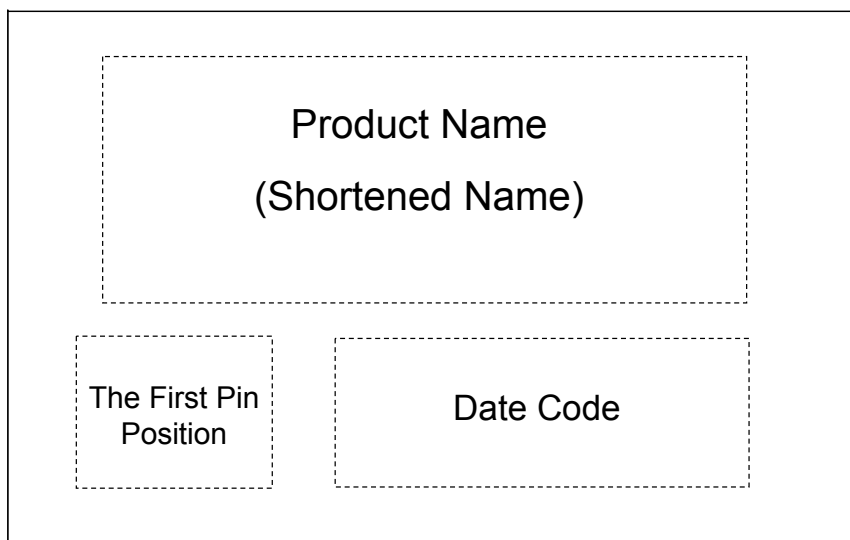 Product Name
(Shortened Name)
The First Pin
Position
Date Code